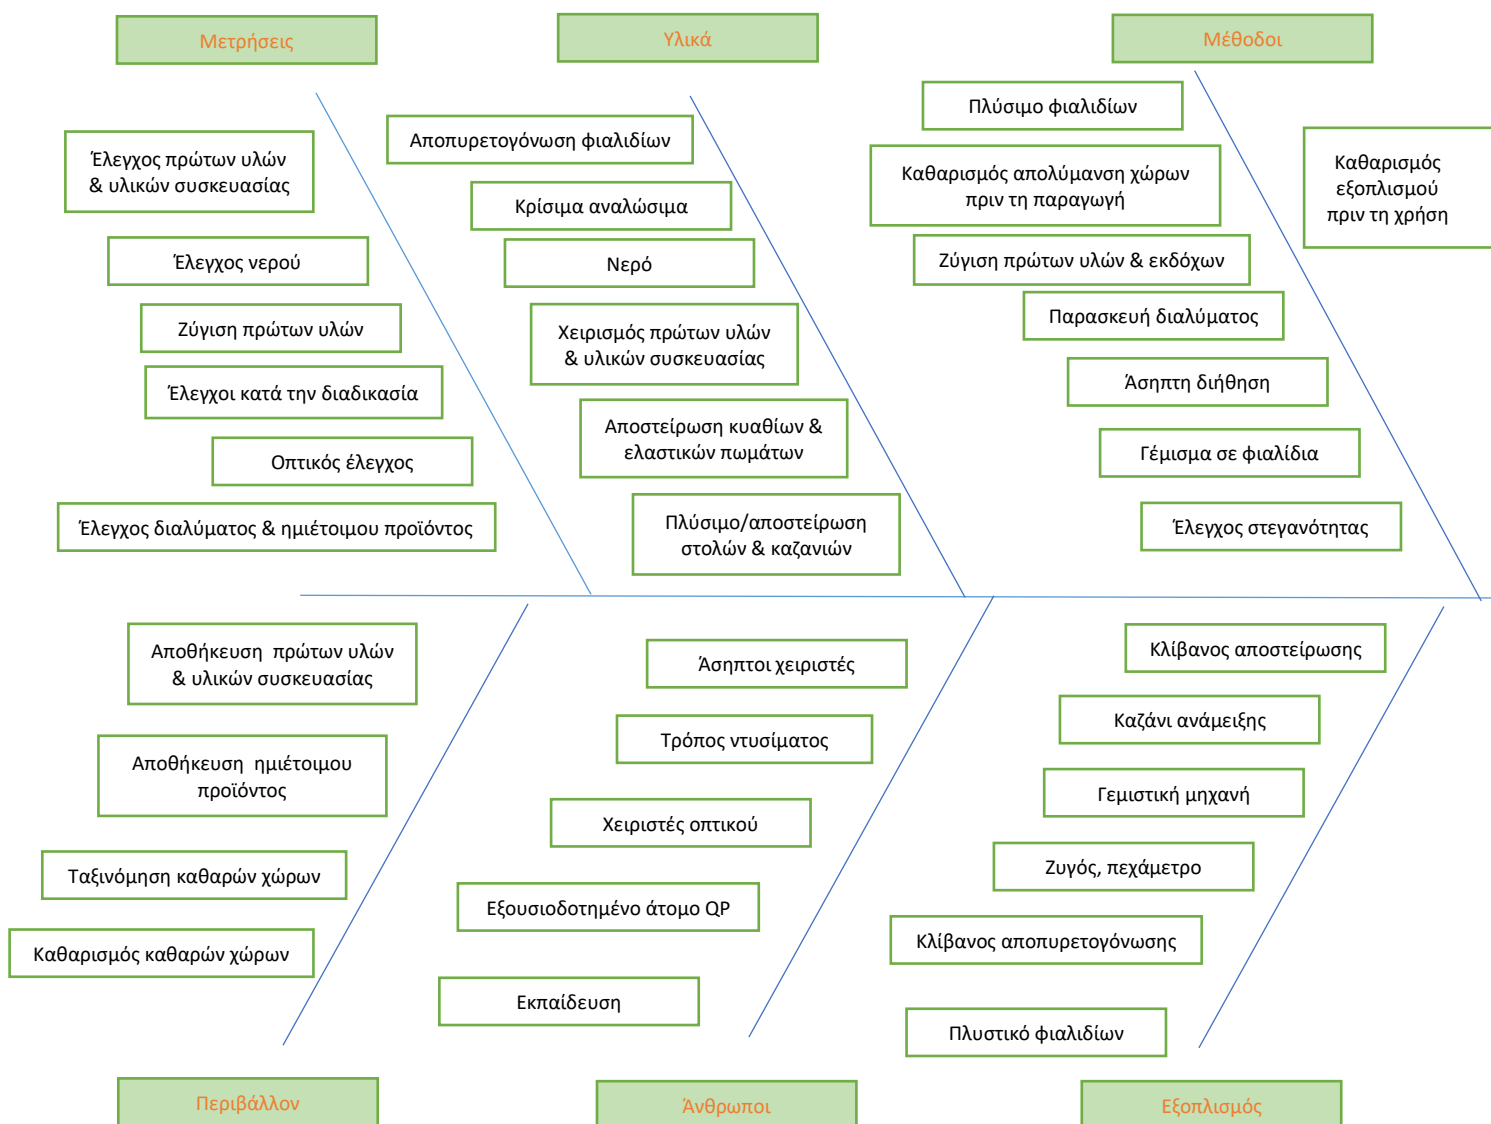 Μετρήσεις
Υλικά
Μέθοδοι
Έλεγχος πρώτων υλών
& υλικών συσκευασίας
Έλεγχος νερού
Ζύγιση πρώτων υλών
Έλεγχοι κατά την διαδικασία
Οπτικός έλεγχος
Έλεγχος διαλύματος & ημιέτοιμου προϊόντος
Αποπυρετογόνωση φιαλιδίων
Κρίσιμα αναλώσιμα
Νερό
Χειρισμός πρώτων υλών
& υλικών συσκευασίας
Αποστείρωση κυαθίων &
ελαστικών πωμάτων
Πλύσιμο/αποστείρωση
στολών & καζανιών
Πλύσιμο φιαλιδίων
Καθαρισμός απολύμανση χώρων
πριν τη παραγωγή
Ζύγιση πρώτων υλών & εκδόχων
Παρασκευή διαλύματος
Άσηπτη διήθηση
Γέμισμα σε φιαλίδια
Έλεγχος στεγανότητας
Καθαρισμός
εξοπλισμού
πριν τη χρήση
Αποθήκευση πρώτων υλών
& υλικών συσκευασίας
Αποθήκευση ημιέτοιμου
προϊόντος
Ταξινόμηση καθαρών χώρων
Καθαρισμός καθαρών χώρων
Άσηπτοι χειριστές
Τρόπος ντυσίματος
Χειριστές οπτικού
Εξουσιοδοτημένο άτομο QP
Εκπαίδευση
Κλίβανος αποστείρωσης
Καζάνι ανάμειξης
Γεμιστική μηχανή
Ζυγός, πεχάμετρο
Κλίβανος αποπυρετογόνωσης
Πλυστικό φιαλιδίων
Περιβάλλον
Άνθρωποι
Εξοπλισμός